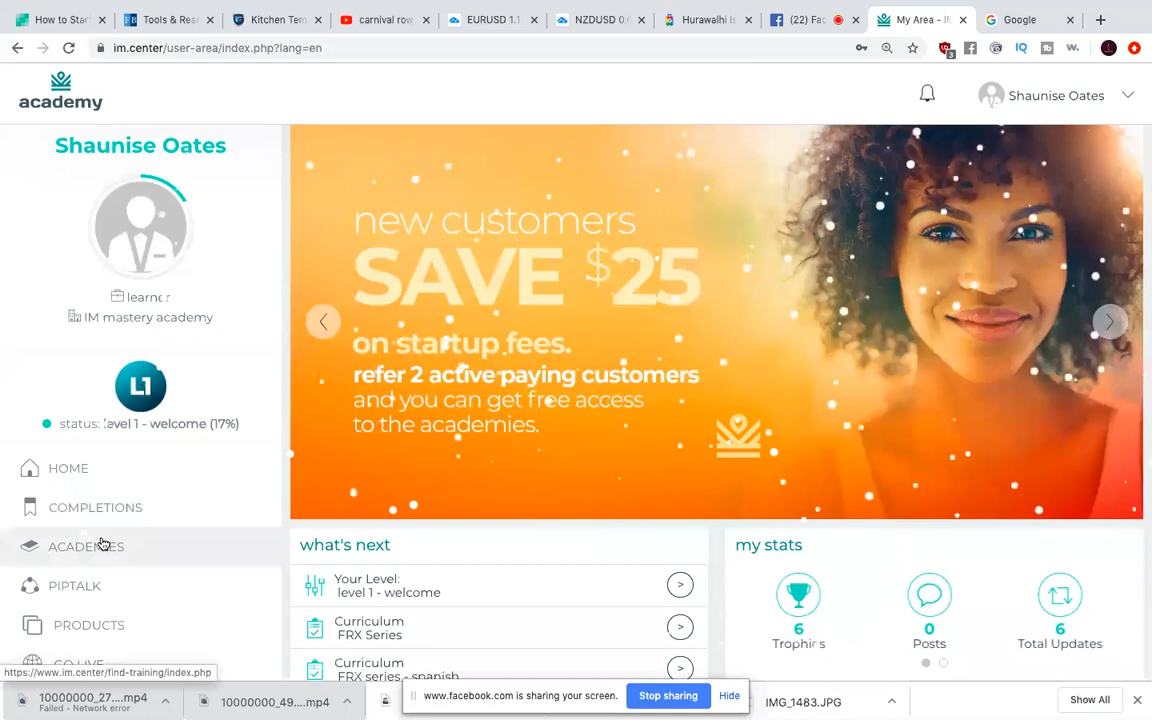 How to Star
Tools & Rese
Kitchen Tem
carnival row
EURUSD 1.1
NZDUSD 0.
Hurawalhi Is
(22) Fac
My Area - IM
Google
im.center/user-area/index.php?lang=en
3
IQ
w.
academy
Shaunise Oates
Shaunise Oates
learner
IM mastery academy
L1
status: level 1 - welcome (17%)
HOME
COMPLETIONS
ACADEMIES
PIPTALK
PRODUCTS
GO LIVE
new customers
SAVE $25
on startup fees.
refer 2 active paying customers
and you can get free access
to the academies.
what's next
Your Level:
level 1 - welcome
Curriculum
FRX Series
Curriculum
FRX series - spanish
my stats
6
Trophies
0
Posts
6
Total Updates
https://www.im.center/find-training/index.php
10000000_27....mp4
Failed - Network error
10000000_49....mp4
www.facebook.com is sharing your screen.
Stop sharing
Hide
IMG_1483.JPG
Show All